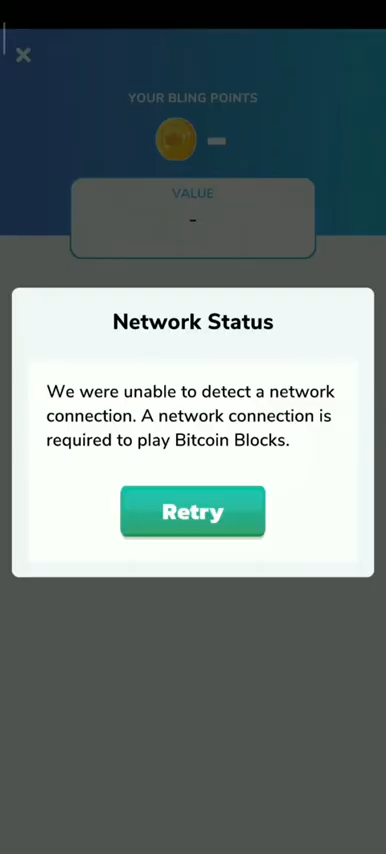 YOUR BLING POINTS
-
VALUE
-
Network Status
We were unable to detect a network
connection. A network connection is
required to play Bitcoin Blocks.
Retry